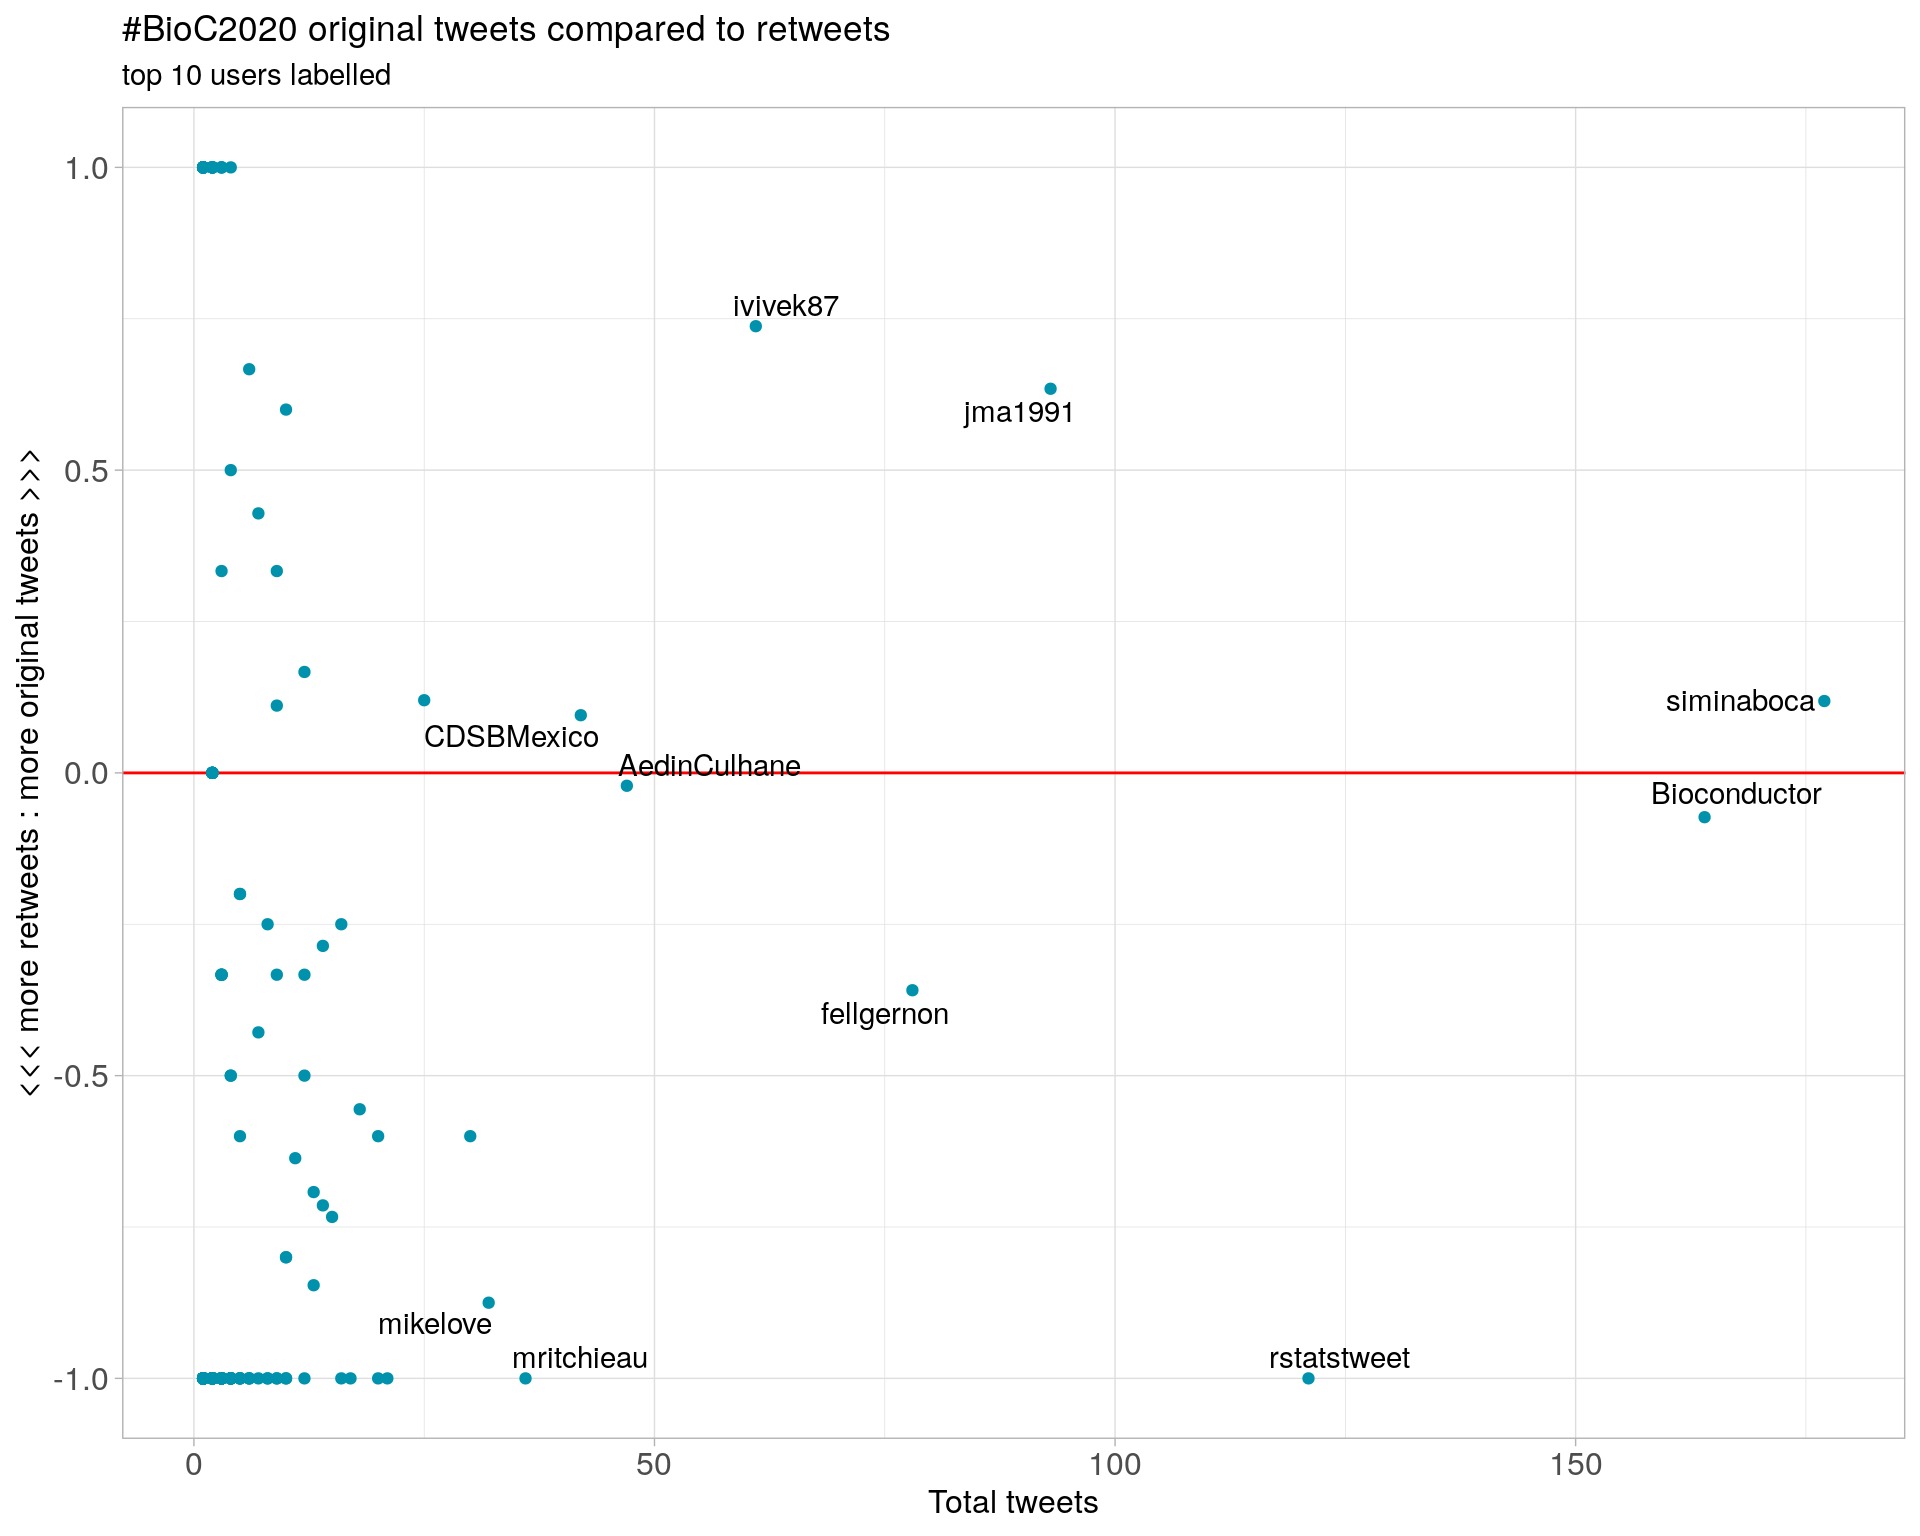 #BioC2020 original tweets compared to retweets
top 10 users labelled
<<< more retweets : more original tweets >>>
1.0
0.5
0.0
-0.5
-1.0
ivivek87
jma1991
siminaboca
CDSBMexico
AedinCulhane
Bioconductor
fellgernon
mikelove
mritchieau
rstatstweet
0
50
100
150
Total tweets